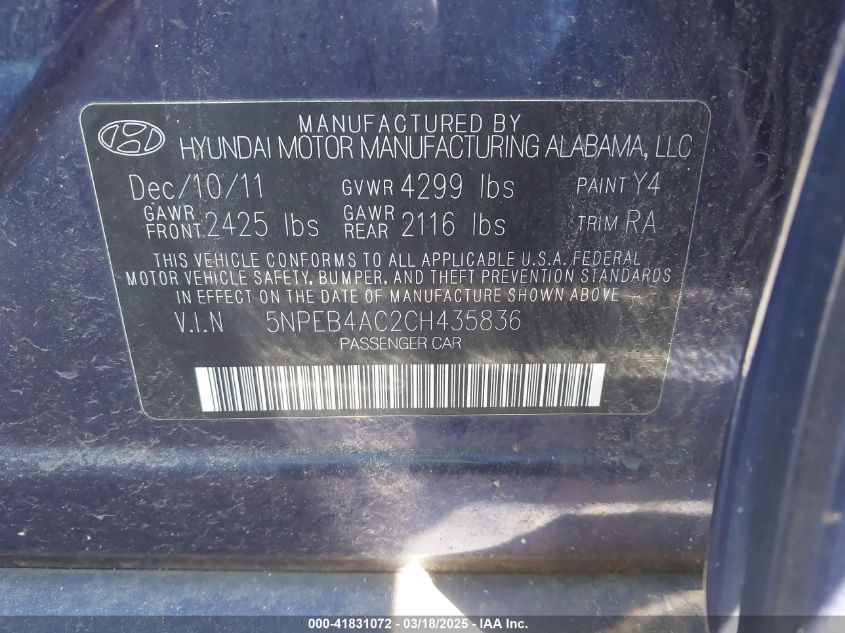 MANUFACTURED BY
HYUNDAI MOTOR MANUFACTURING ALABAMA, LLC
Dec/10/11 GVWR 4299 lbs PAINT Y4
GAWR FRONT 2425 lbs GAWR REAR 2116 lbs TRIM RA
THIS VEHICLE CONFORMS TO ALL APPLICABLE U.S.A. FEDERAL
MOTOR VEHICLE SAFETY, BUMPER, AND THEFT PREVENTION STANDARDS
IN EFFECT ON THE DATE OF MANUFACTURE SHOWN ABOVE
V.I.N 5NPEB4AC2CH435836
PASSENGER CAR
000-41831072 - 03/18/2025 - IAA Inc.